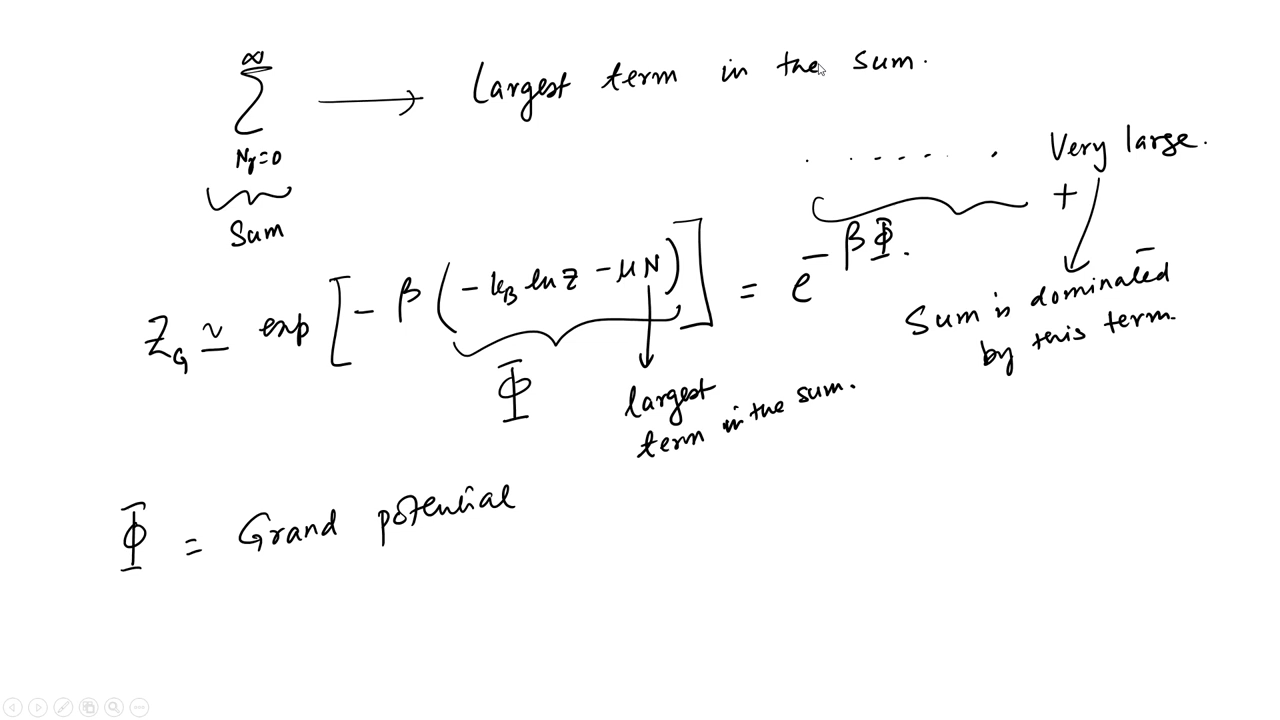 ∞
Σ ⟶ Largest term in the sum.
N_r=0
Sum
....... + Very large.
Z_G ≃ exp [ - β ( - k_B ln Z - μN ) ] = e^{-βΦ}.
Sum is dominated
by this term.
Φ
largest
term in the sum.
Φ = Grand potential